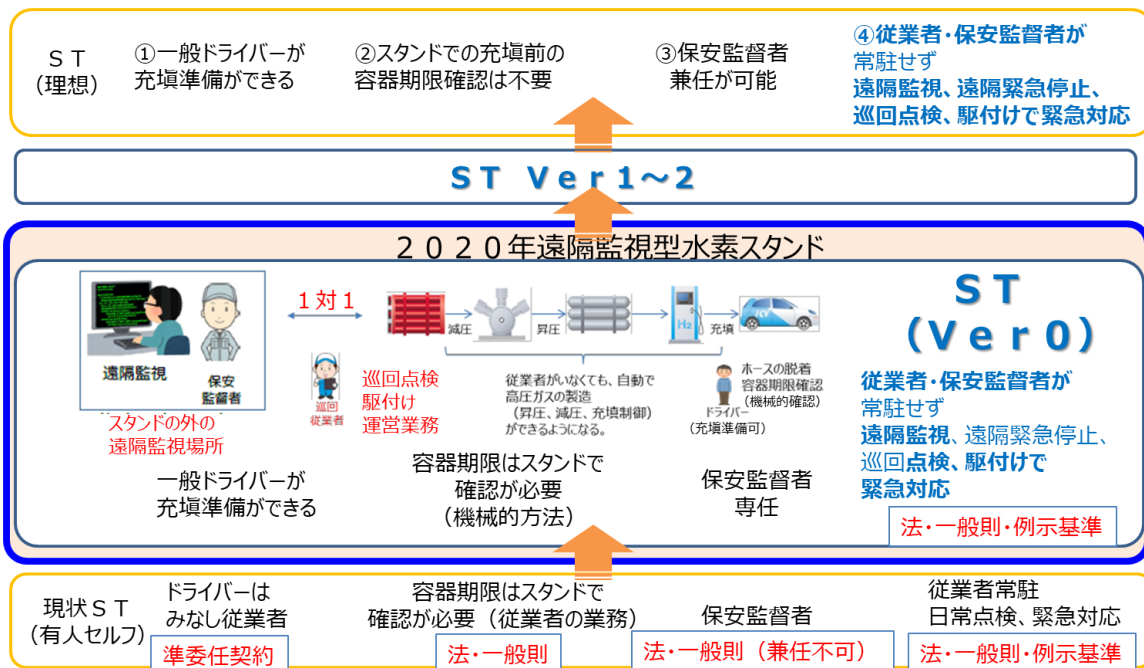 ＳＴ
(理想)
①一般ドライバーが
充塡準備ができる
②スタンドでの充塡前の
容器期限確認は不要
③保安監督者
兼任が可能
④従業者・保安監督者が
常駐せず
遠隔監視、遠隔緊急停止、
巡回点検、駆付けで緊急対応
ＳＴ Ｖｅｒ１～２
２０２０年遠隔監視型水素スタンド
遠隔監視
保安
監督者
スタンドの外の
遠隔監視場所
１対１
巡回
従業者
巡回点検
駆付け
運営業務
減圧
昇圧
H2
充塡
FCV
従業者がいなくても、自動で
高圧ガスの製造
（昇圧、減圧、充塡制御）
ができるようになる。
ホースの脱着
容器期限確認
（機械的確認）
ドライバー
（充塡準備可）
一般ドライバーが
充塡準備ができる
容器期限はスタンドで
確認が必要
（機械的方法）
保安監督者
専任
ＳＴ
（Ｖｅｒ０）
従業者・保安監督者が
常駐せず
遠隔監視、遠隔緊急停止、
巡回点検、駆付けで
緊急対応
法・一般則・例示基準
現状ＳＴ
(有人セルフ)
ドライバーは
みなし従業者
準委任契約
容器期限はスタンドで
確認が必要（従業者の業務）
法・一般則
保安監督者
法・一般則（兼任不可）
従業者常駐
日常点検、緊急対応
法・一般則・例示基準